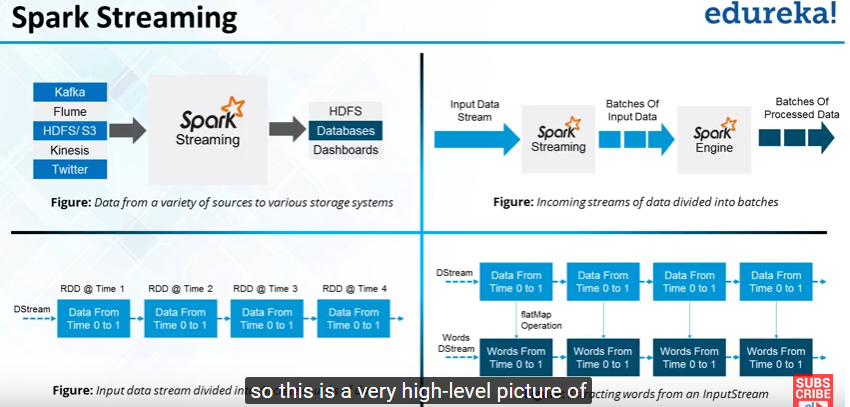 Spark Streaming
edureka!
Kafka
Flume
HDFS/ S3
Kinesis
Twitter
Spark
Streaming
HDFS
Databases
Dashboards
Figure: Data from a variety of sources to various storage systems
Input Data
Stream
Spark
Streaming
Batches Of
Input Data
Spark
Engine
Batches Of
Processed Data
Figure: Incoming streams of data divided into batches
RDD @ Time 1
RDD @ Time 2
RDD @ Time 3
RDD @ Time 4
DStream
Data From
Time 0 to 1
Data From
Time 0 to 1
Data From
Time 0 to 1
Data From
Time 0 to 1
Figure: Input data stream divided
DStream
Data From
Time 0 to 1
Data From
Time 0 to 1
Data From
Time 0 to 1
Data From
Time 0 to 1
flatMap
Operation
Words
DStream
Words From
Time 0 to 1
Words From
Time 0 to 1
Words From
Time 0 to 1
Words From
Time 0 to 1
words from an InputStream
so this is a very high-level picture of
SUBS
CRIBE